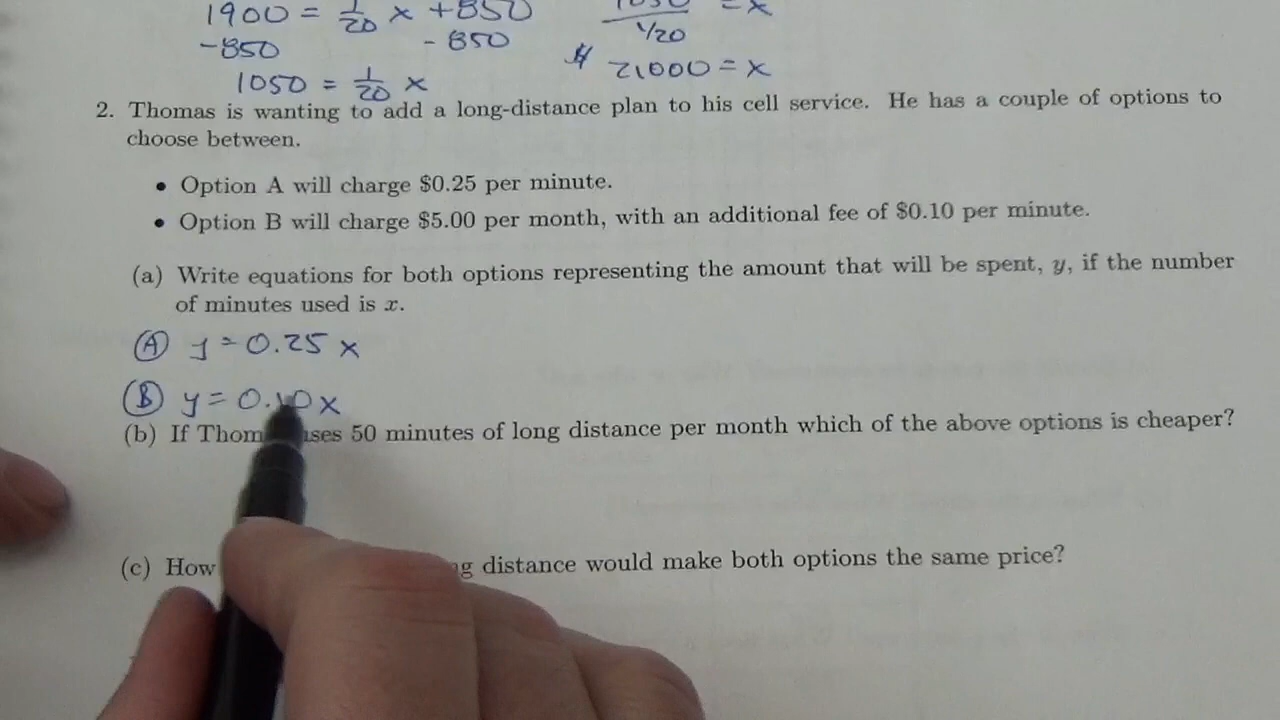 1900 = 1/20 x + 850
-850 - 850 1/20 = x
1050 = 1/20 x $ 21000 = x
2. Thomas is wanting to add a long-distance plan to his cell service. He has a couple of options to
choose between.
• Option A will charge $0.25 per minute.
• Option B will charge $5.00 per month, with an additional fee of $0.10 per minute.
(a) Write equations for both options representing the amount that will be spent, y, if the number
of minutes used is x.
(A) y = 0.25 x
(B) y = 0.10x
(b) If Thom uses 50 minutes of long distance per month which of the above options is cheaper?
(c) How distance would make both options the same price?